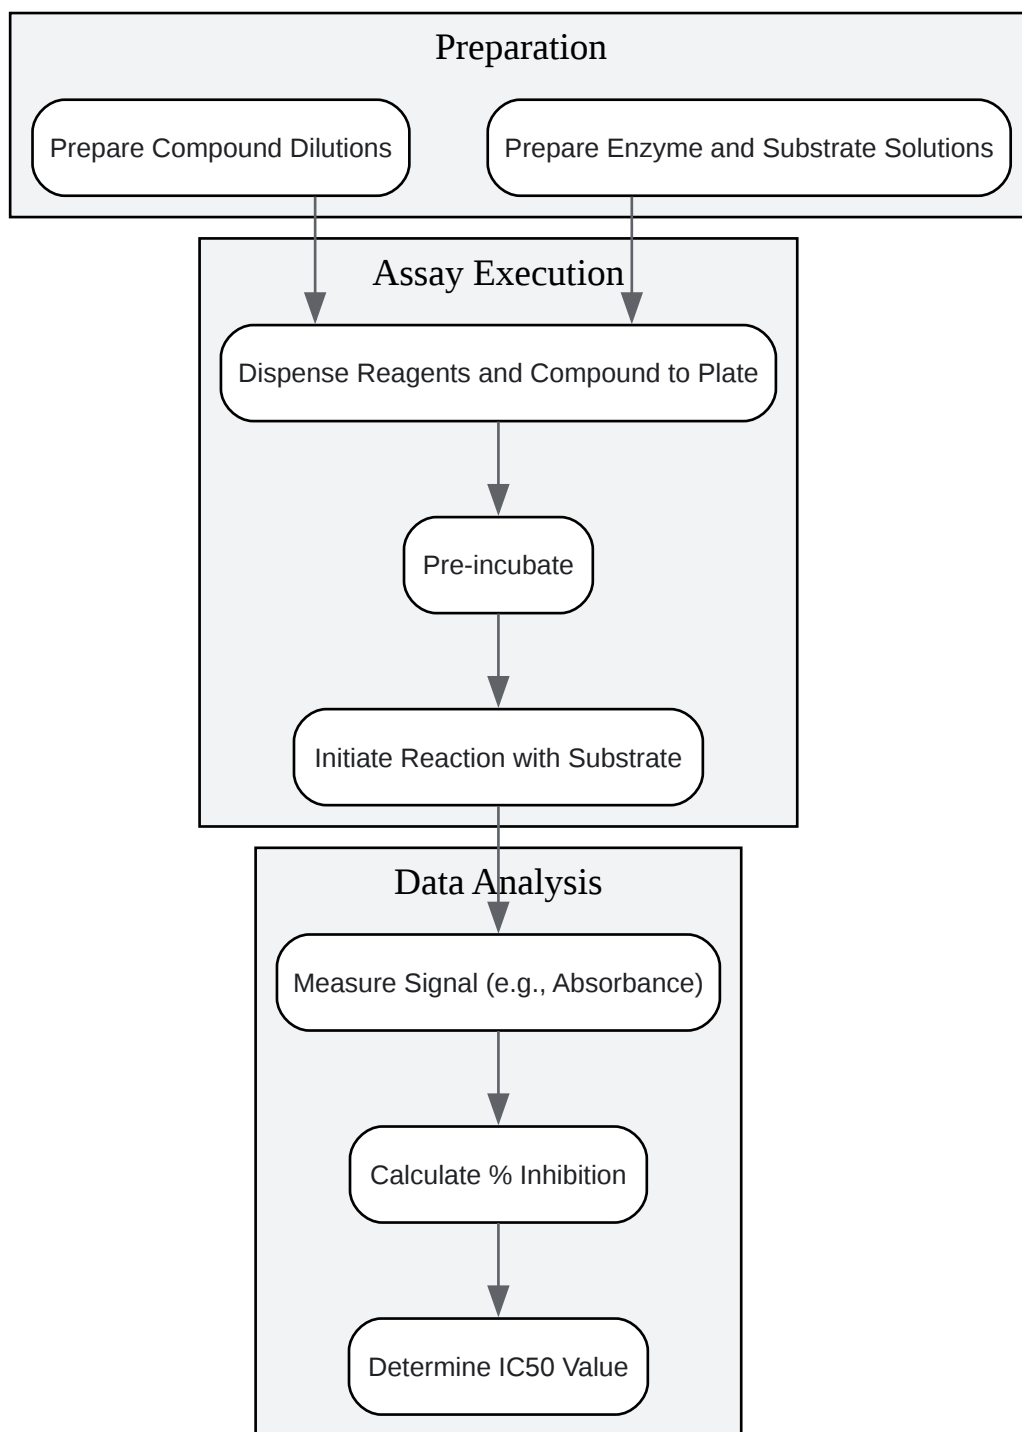 Preparation
Prepare Compound Dilutions
Prepare Enzyme and Substrate Solutions
Assay Execution
Dispense Reagents and Compound to Plate
Pre-incubate
Initiate Reaction with Substrate
Data Analysis
Measure Signal (e.g., Absorbance)
Calculate % Inhibition
Determine IC50 Value